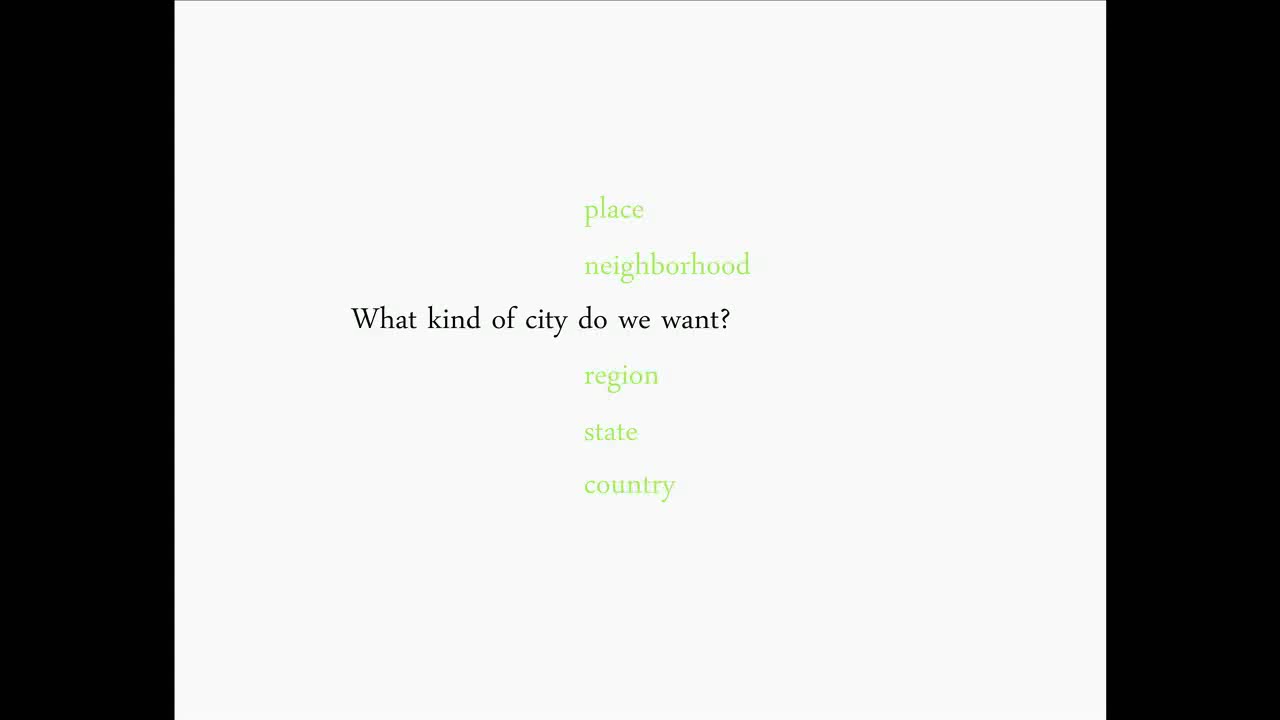 place
neighborhood
What kind of city do we want?
region
state
country